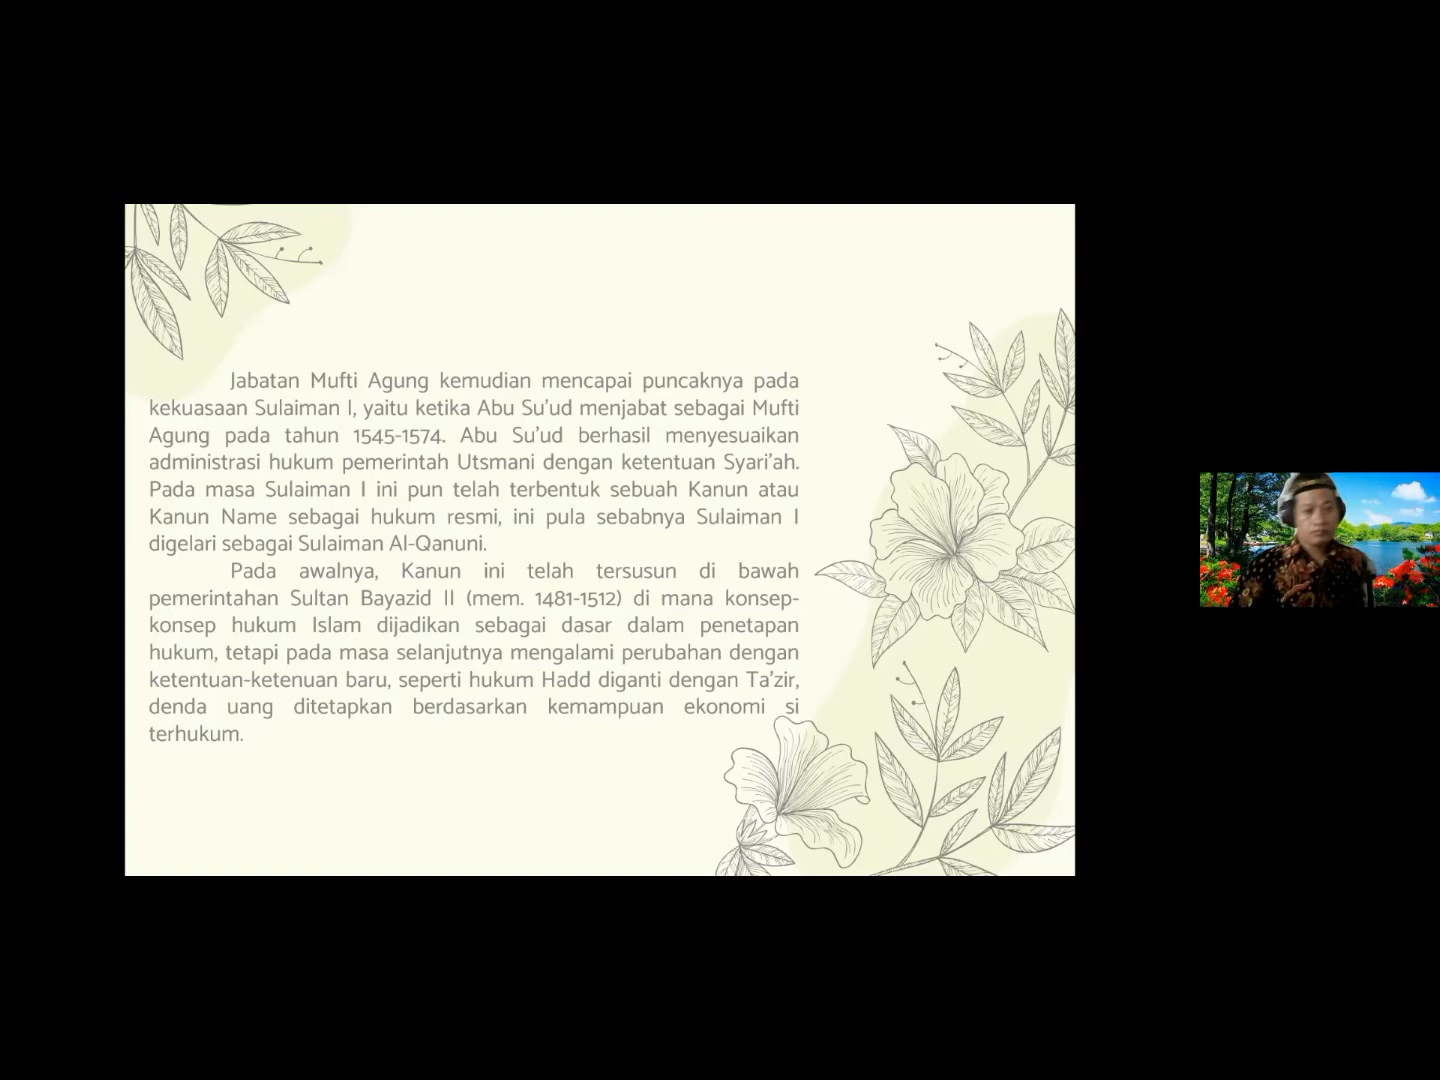 Jabatan Mufti Agung kemudian mencapai puncaknya pada
kekuasaan Sulaiman I, yaitu ketika Abu Su'ud menjabat sebagai Mufti
Agung pada tahun 1545-1574. Abu Su'ud berhasil menyesuaikan
administrasi hukum pemerintah Utsmani dengan ketentuan Syari'ah.
Pada masa Sulaiman I ini pun telah terbentuk sebuah Kanun atau
Kanun Name sebagai hukum resmi, ini pula sebabnya Sulaiman I
digelari sebagai Sulaiman Al-Qanuni.
Pada awalnya, Kanun ini telah tersusun di bawah
pemerintahan Sultan Bayazid II (mem. 1481-1512) di mana konsep-
konsep hukum Islam dijadikan sebagai dasar dalam penetapan
hukum, tetapi pada masa selanjutnya mengalami perubahan dengan
ketentuan-ketenuan baru, seperti hukum Hadd diganti dengan Ta'zir,
denda uang ditetapkan berdasarkan kemampuan ekonomi si
terhukum.